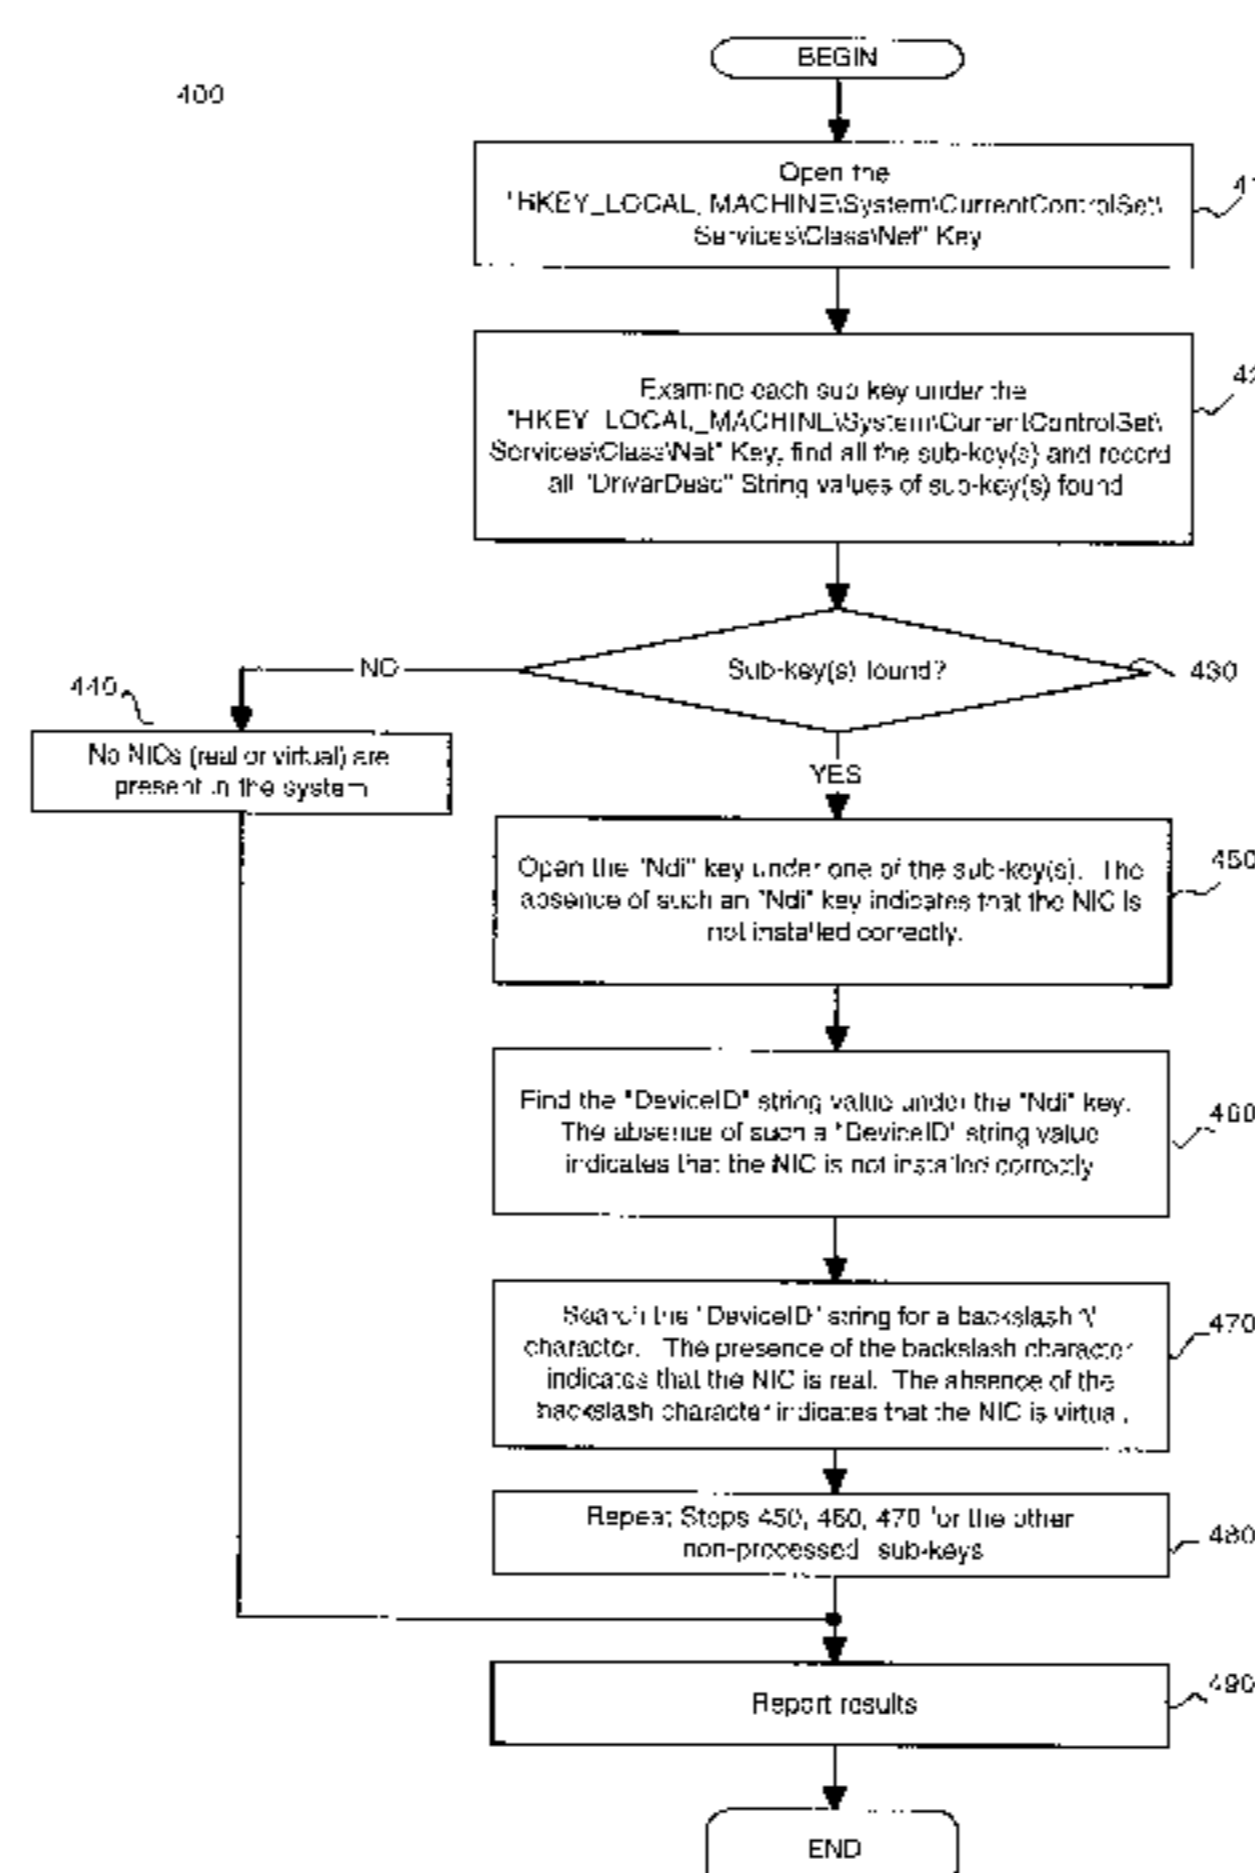 BEGIN
400
Open the
"HKEY_LOCAL_MACHINE\System\CurrentControlSet\
Services\Class\Net" Key
Examine each sub key under the
"HKEY_LOCAL_MACHINE\System\CurrentControlSet\
Services\Class\Net" Key, find all the sub-key(s) and record
all "DriverDesc" String values of sub-key(s) found
Sub-key(s) found?
430
NO
440
No NICs (real or virtual) are
present in the system
YES
Open the "Ndi" key under one of the sub-key(s). The
absence of such an "Ndi" key indicates that the NIC is
not installed correctly.
450
Find the "DeviceID" string value under the "Ndi" key.
The absence of such a "DeviceID" string value
indicates that the NIC is not installed correctly
460
Search the "DeviceID" string for a backslash '\'
character. The presence of the backslash character
indicates that the NIC is real. The absence of the
backslash character indicates that the NIC is virtual.
470
Repeat Steps 450, 460, 470 for the other
non-processed sub-keys
480
Report results
490
END